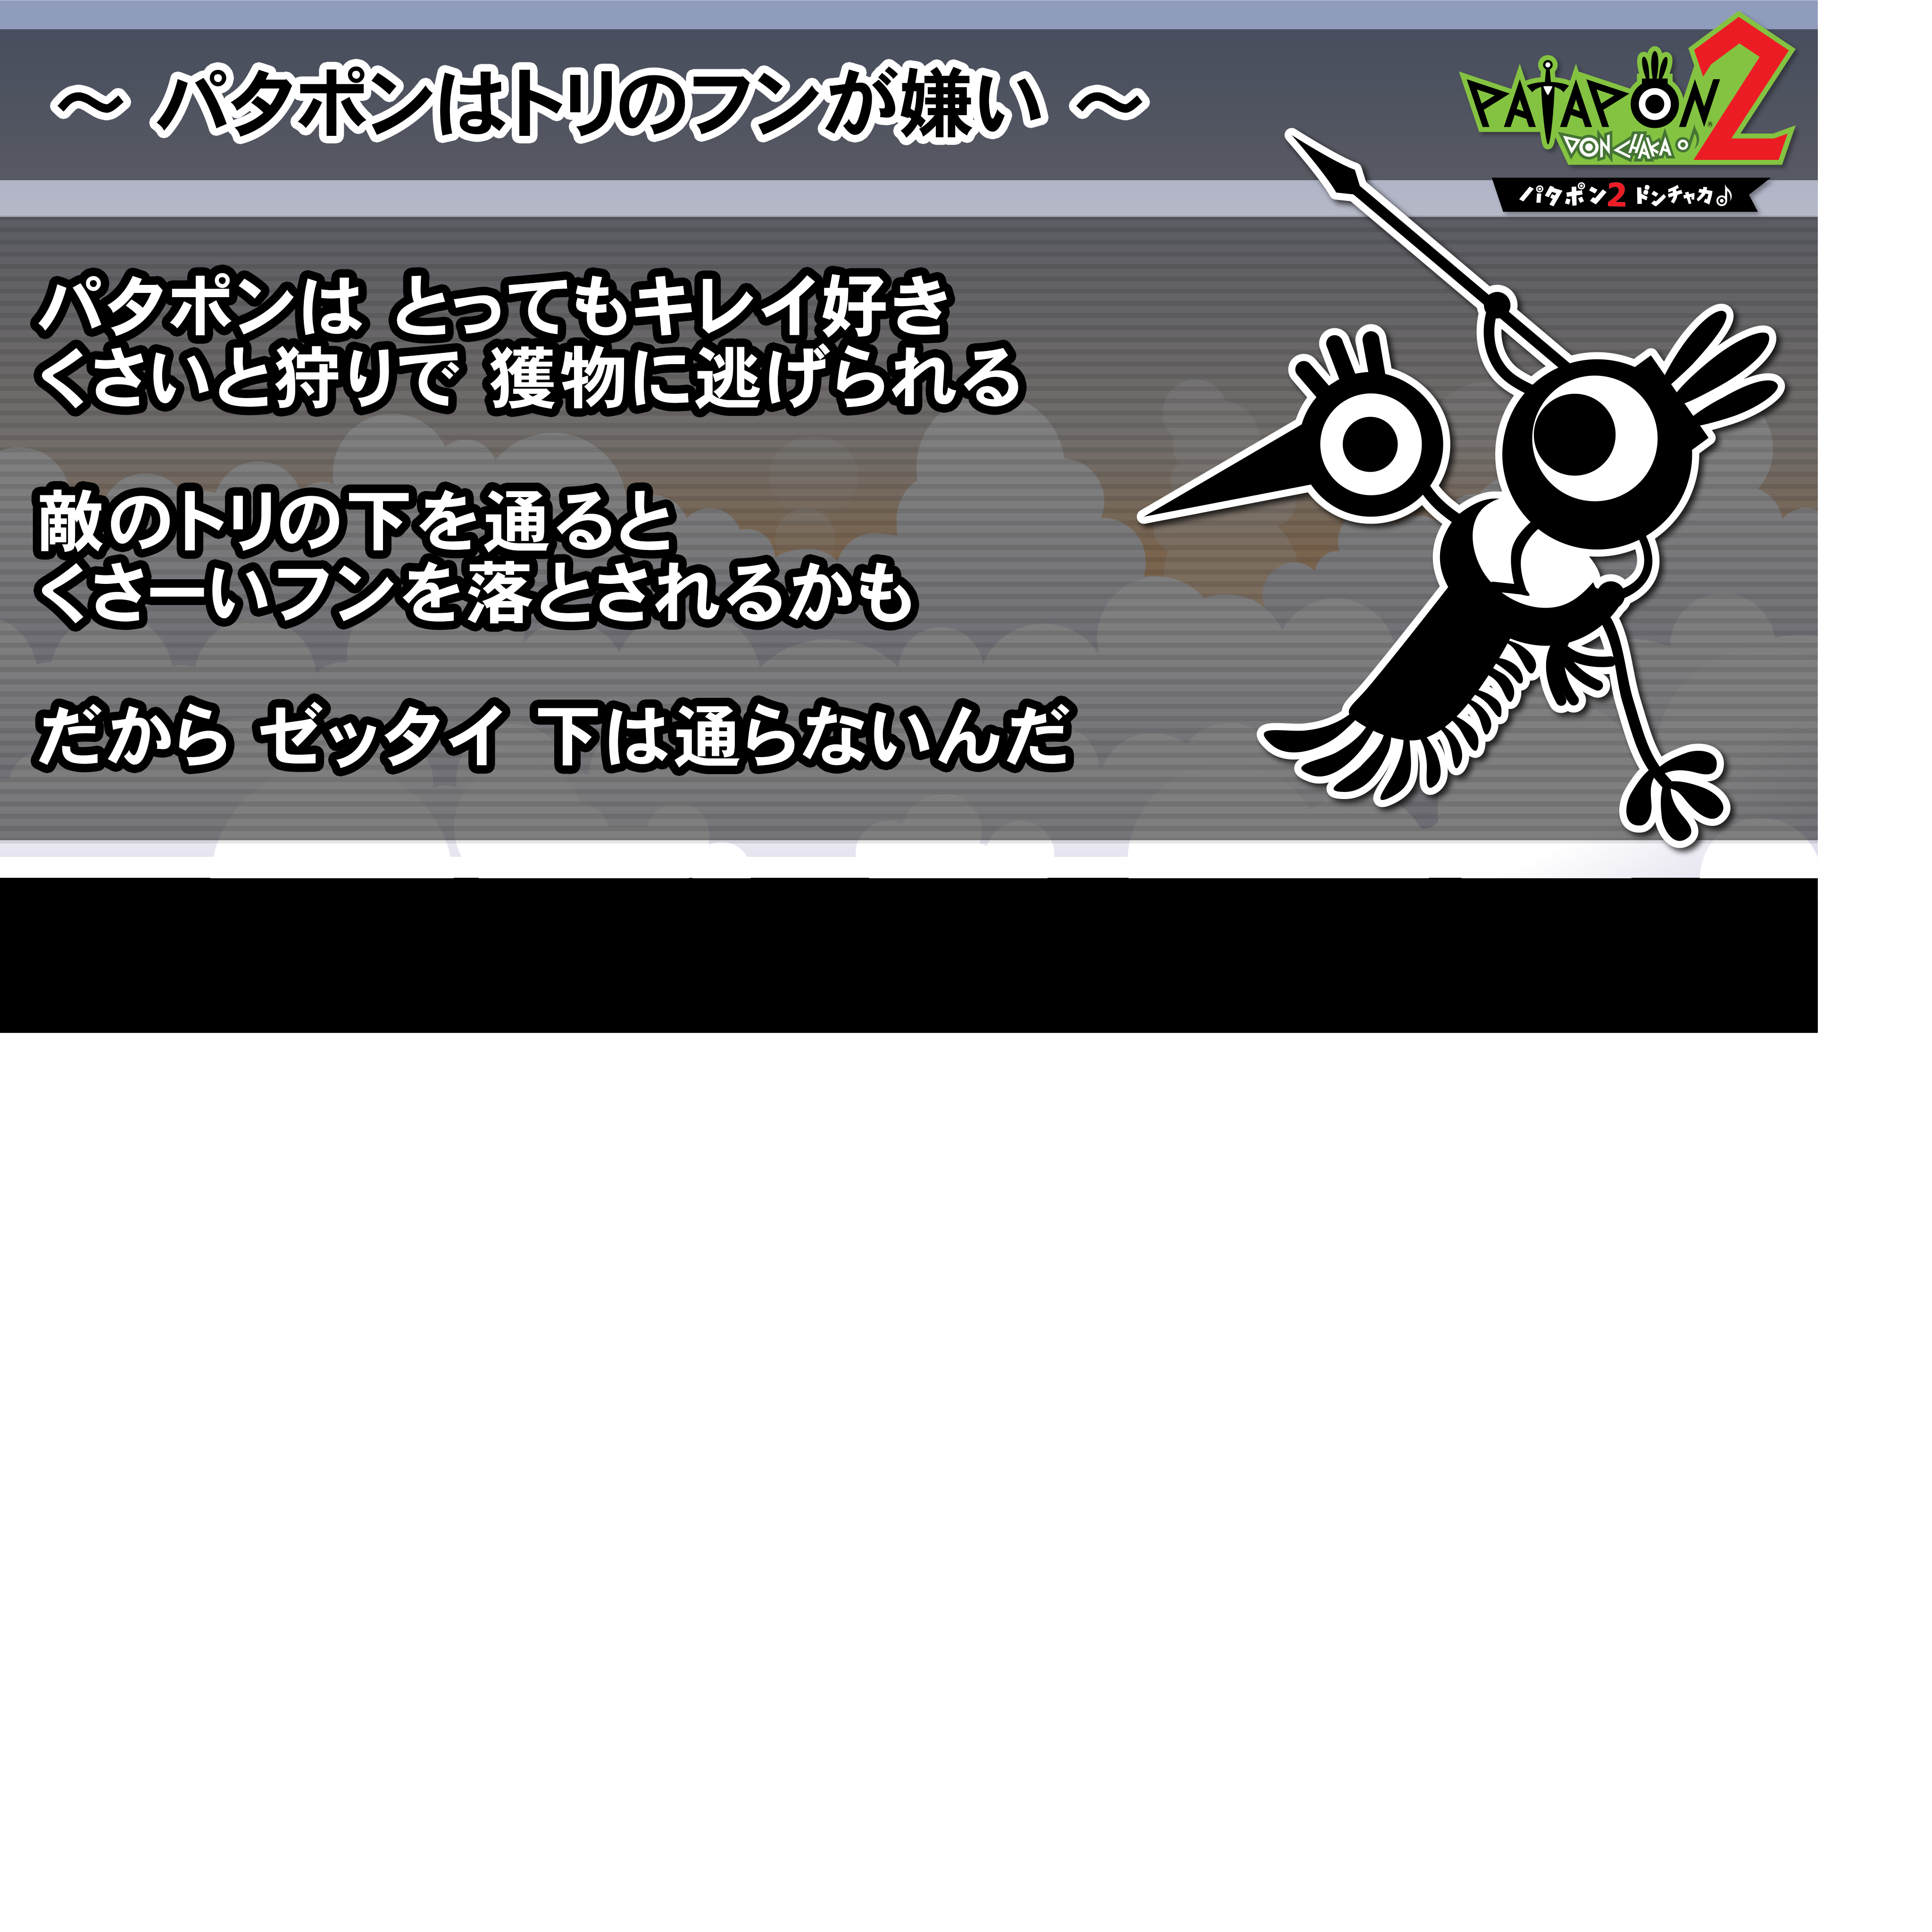 ～ パタポンはトリのフンが嫌い ～
PATAPON 2
DON CHAKA♪
パタポン2 ドンチャカ♪
パタポンは とってもキレイ好き
くさいと狩りで 獲物に逃げられる
敵のトリの下を通ると
くさーいフンを落とされるかも
だから ゼッタイ 下は通らないんだ